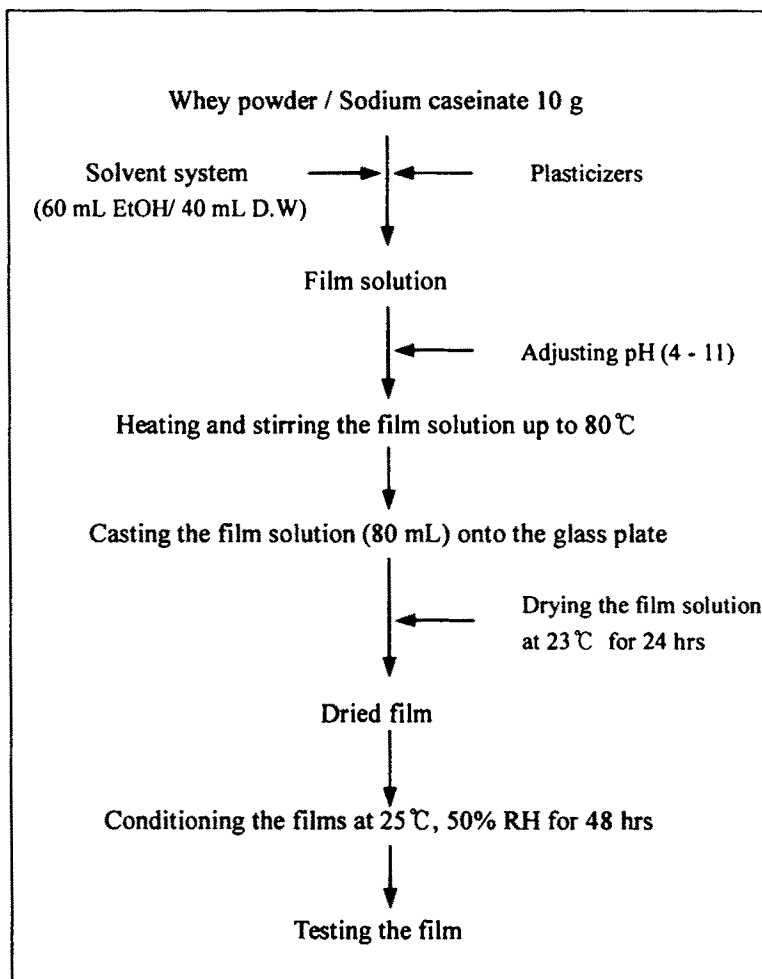 Whey powder / Sodium caseinate 10 g
Solvent system
(60 mL EtOH/ 40 mL D.W)
Plasticizers
Film solution
Adjusting pH (4 - 11)
Heating and stirring the film solution up to 80℃
Casting the film solution (80 mL) onto the glass plate
Drying the film solution
at 23℃ for 24 hrs
Dried film
Conditioning the films at 25℃, 50% RH for 48 hrs
Testing the film